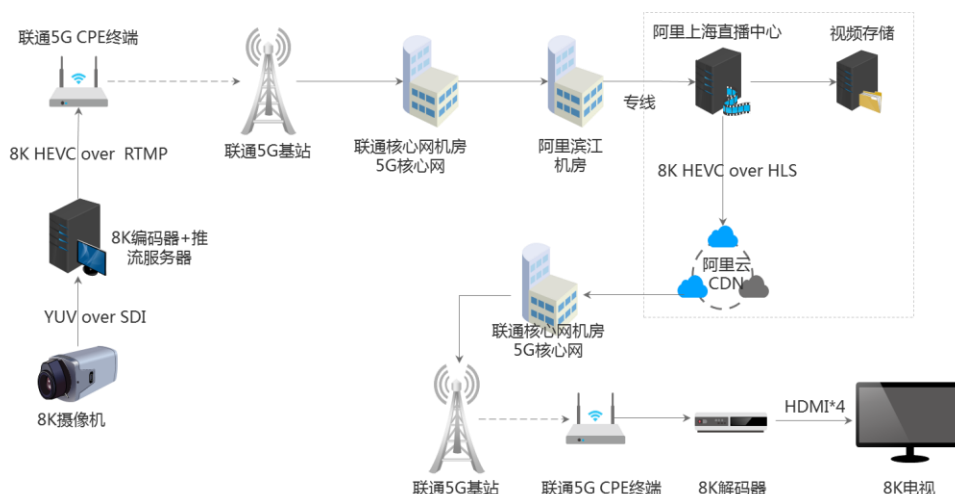 联通5G CPE终端
8K HEVC over RTMP
8K编码器+推
流服务器
YUV over SDI
8K摄像机
联通5G基站
联通核心网机房
5G核心网
阿里滨江
机房
专线
阿里上海直播中心
视频存储
8K HEVC over HLS
阿里云
CDN
联通核心网机房
5G核心网
联通5G基站
联通5G CPE终端
8K解码器
HDMI*4
8K电视